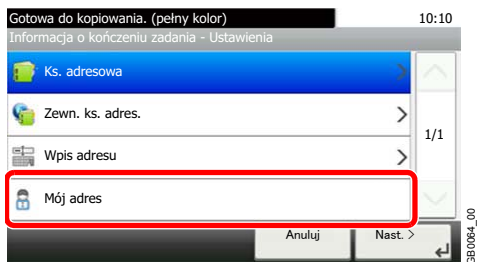 Gotowa do kopiowania. (pełny kolor) 10:10
Informacja o kończeniu zadania - Ustawienia
Ks. adresowa
Zewn. ks. adres.
1/1
Wpis adresu
Mój adres
Anuluj Nast. >
GB0064_00